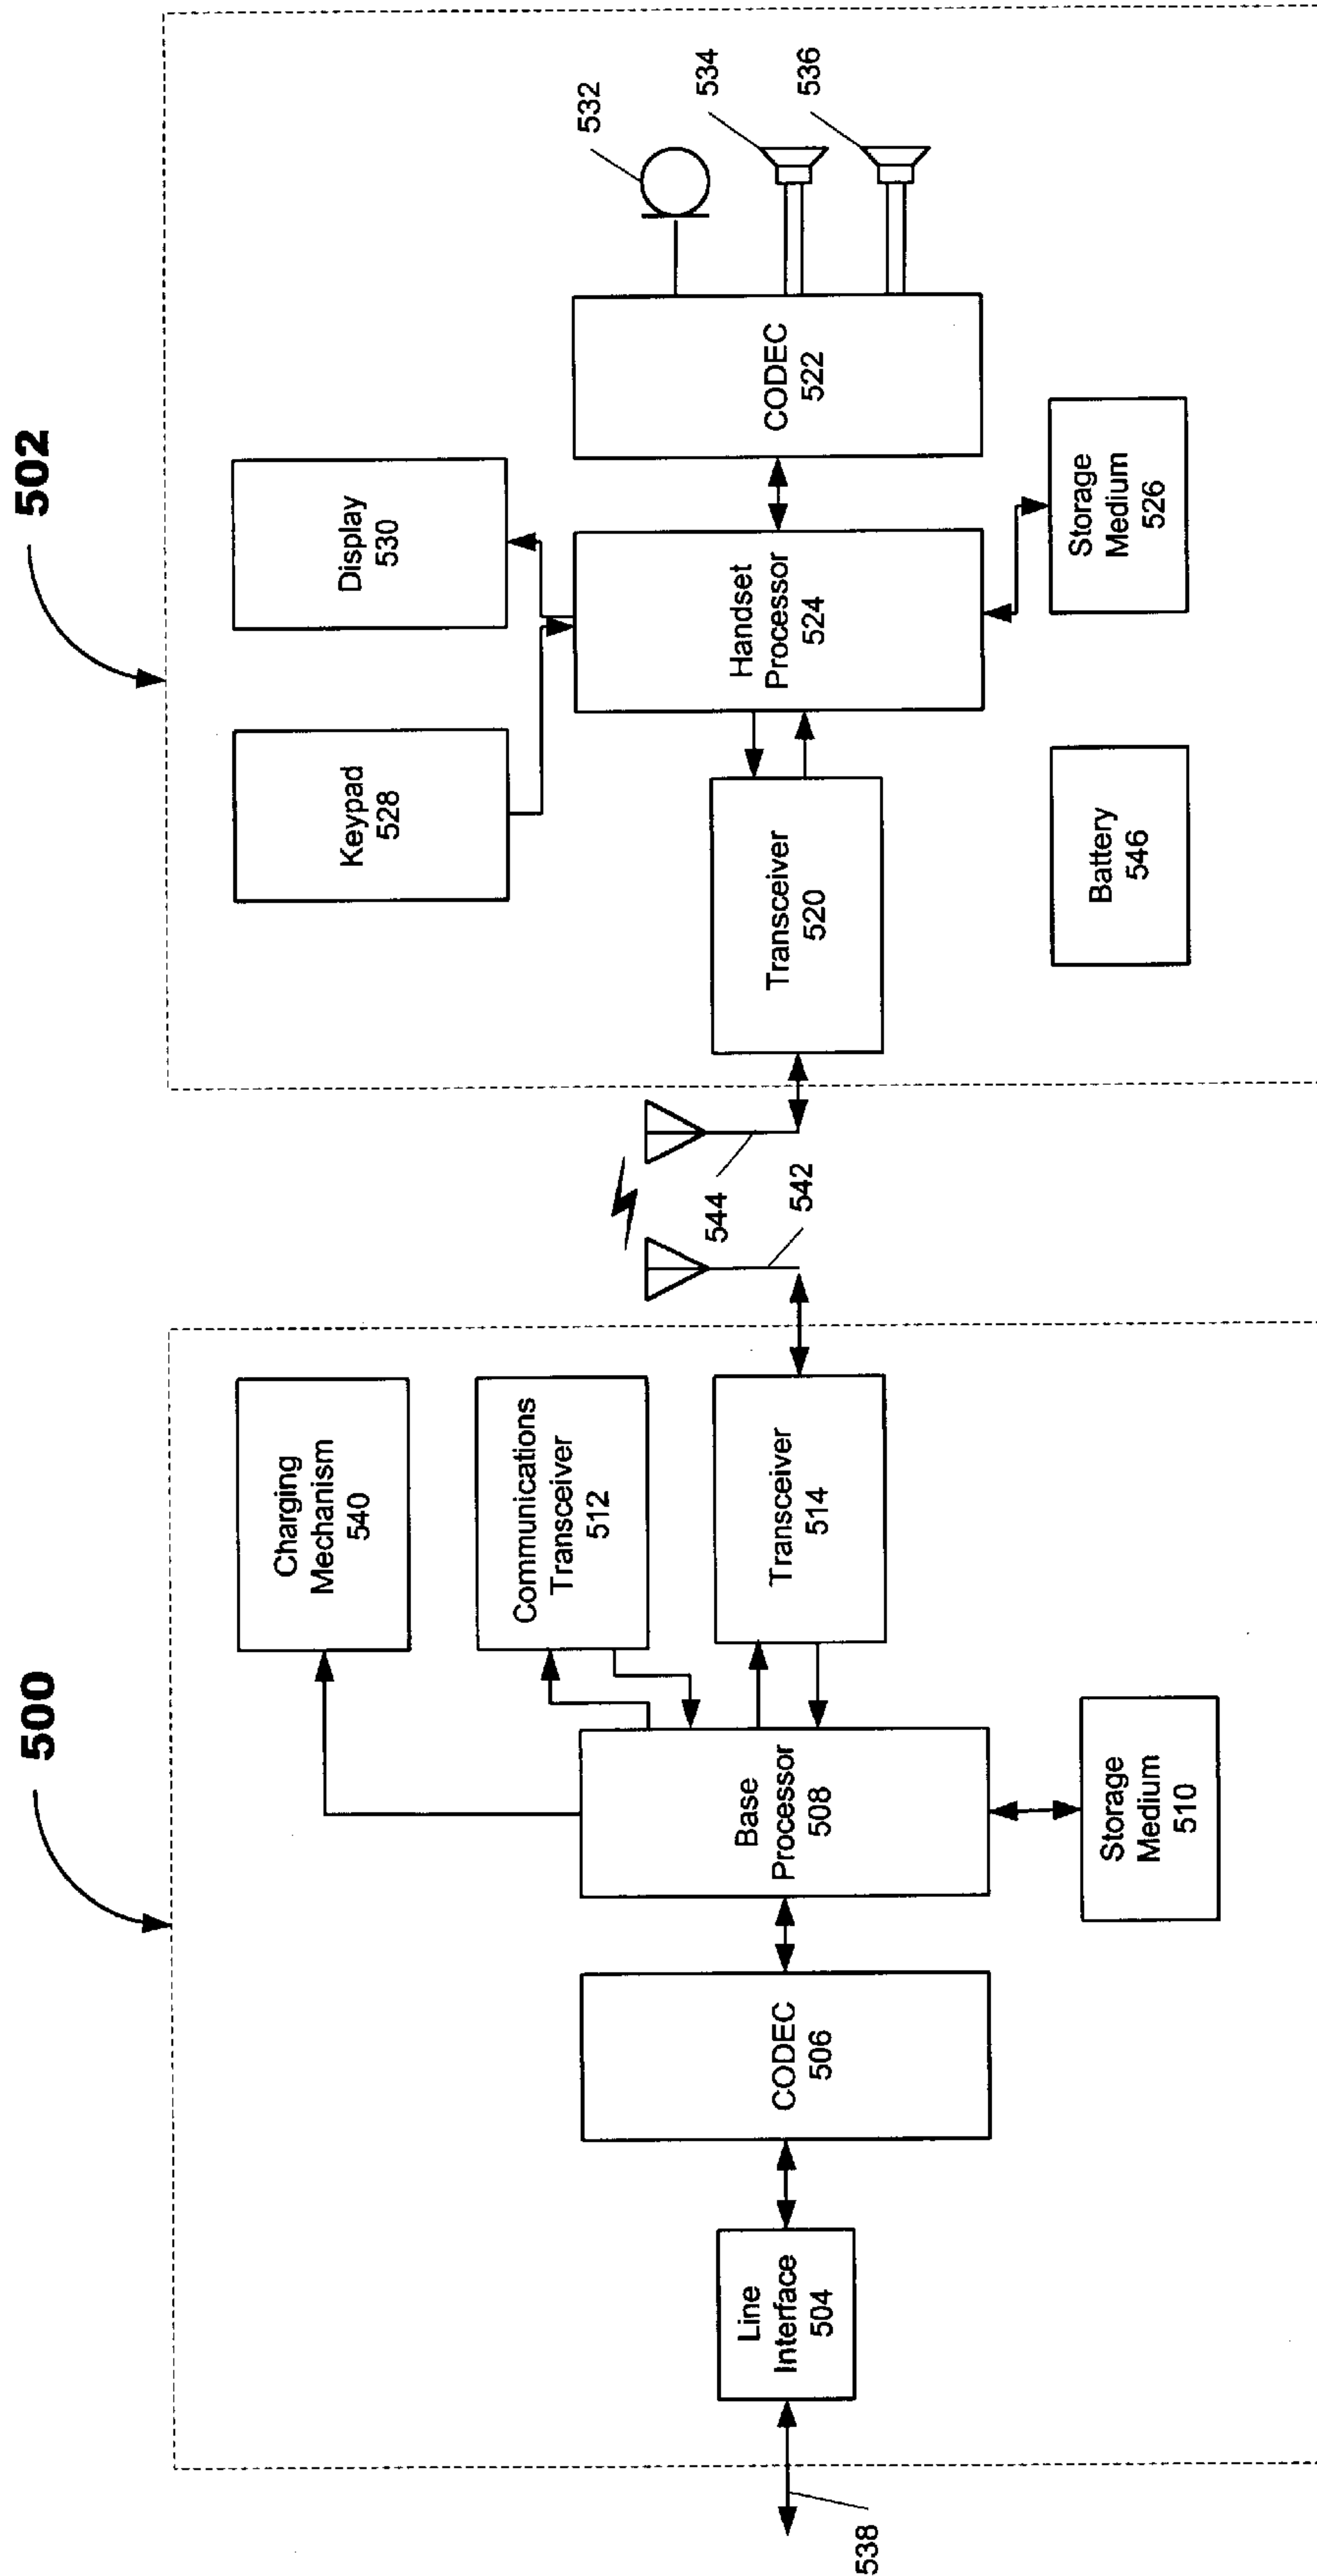 500
502
Charging
Mechanism
540
Communications
Transceiver
512
Transceiver
514
Base
Processor
508
CODEC
506
Line
Interface
504
538
Storage
Medium
510
542
544
Keypad
528
Display
530
Transceiver
520
Handset
Processor
524
CODEC
522
532
534
536
Battery
546
Storage
Medium
526